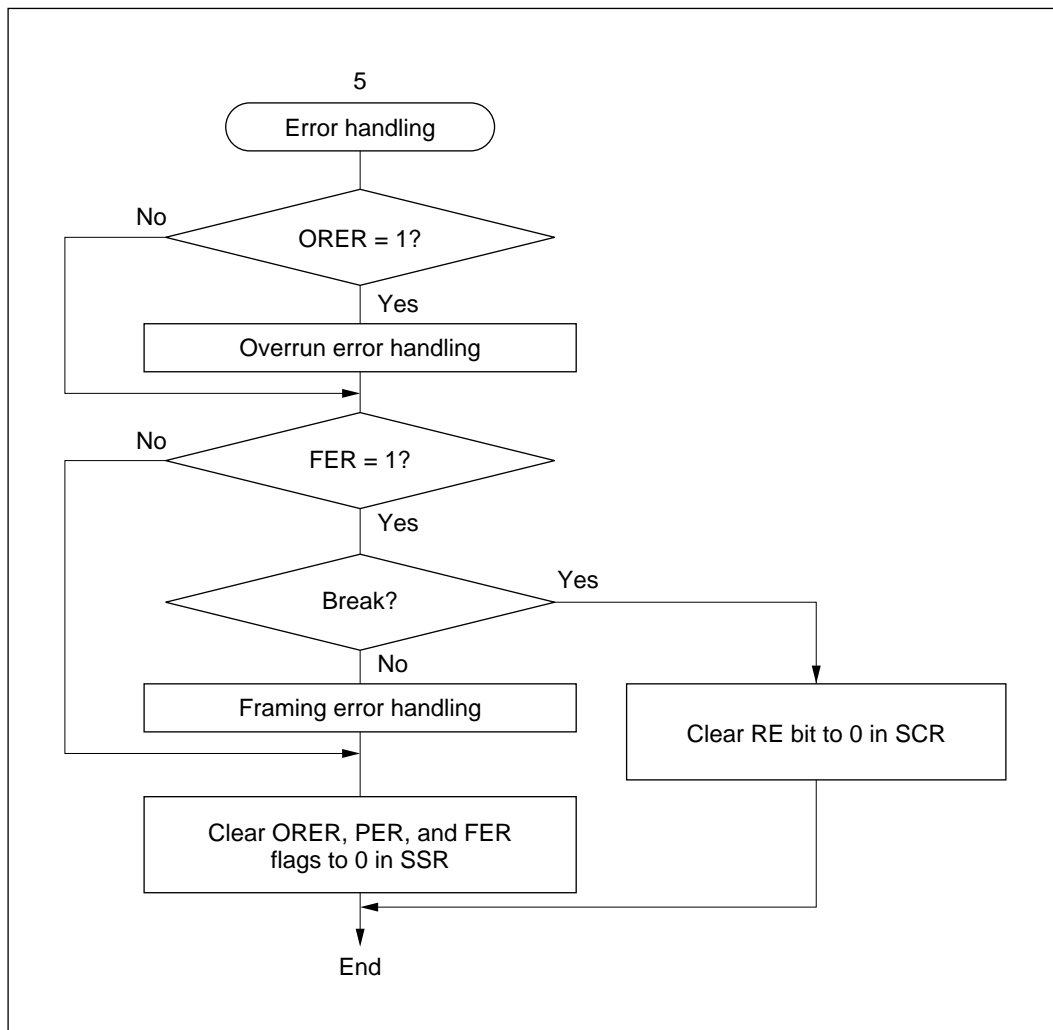 5
Error handling
No
ORER = 1?
Yes
Overrun error handling
No
FER = 1?
Yes
Yes
Break?
No
Framing error handling
Clear RE bit to 0 in SCR
Clear ORER, PER, and FER
flags to 0 in SSR
End